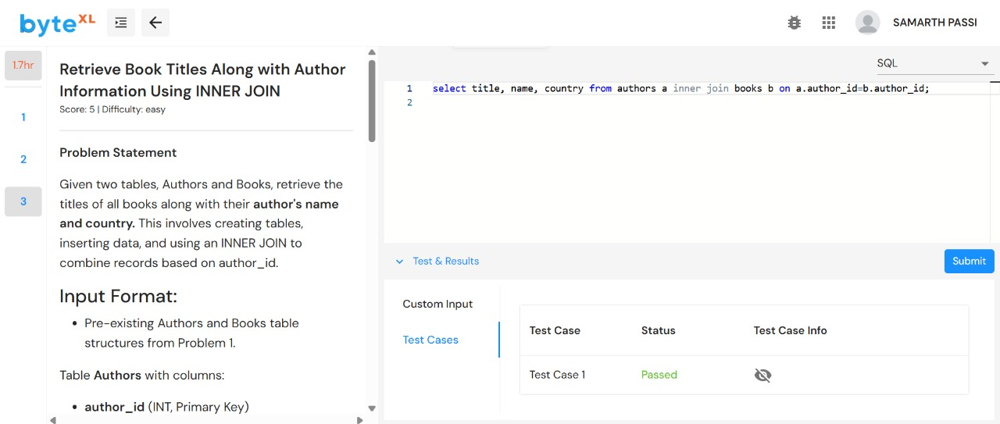 byteXL
SAMARTH PASSI
1.7hr
1
2
3
Retrieve Book Titles Along with Author
Information Using INNER JOIN
Score: 5 | Difficulty: easy
Problem Statement
Given two tables, Authors and Books, retrieve the
titles of all books along with their author's name
and country. This involves creating tables,
inserting data, and using an INNER JOIN to
combine records based on author_id.
Input Format:
• Pre-existing Authors and Books table
structures from Problem 1.
Table Authors with columns:
• author_id (INT, Primary Key)
SQL
1 select title, name, country from authors a inner join books b on a.author_id=b.author_id;
2
Test & Results
Submit
Custom Input
Test Cases
Test Case Status Test Case Info
Test Case 1 Passed